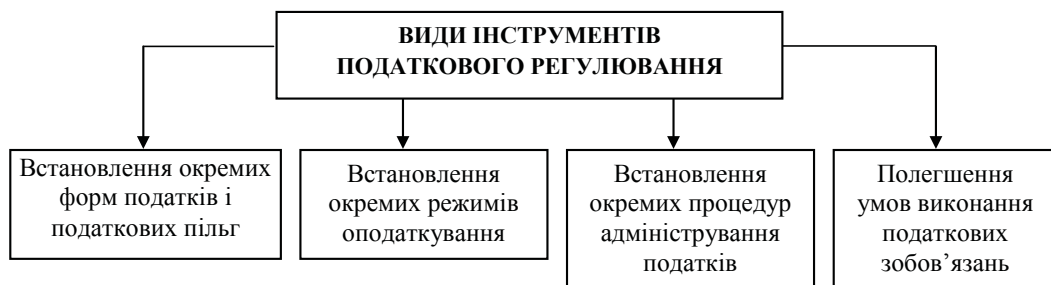 ВИДИ ІНСТРУМЕНТІВ
ПОДАТКОВОГО РЕГУЛЮВАННЯ
Встановлення окремих
форм податків і
податкових пільг
Встановлення
окремих режимів
оподаткування
Встановлення
окремих процедур
адміністрування
податків
Полегшення
умов виконання
податкових
зобов’язань